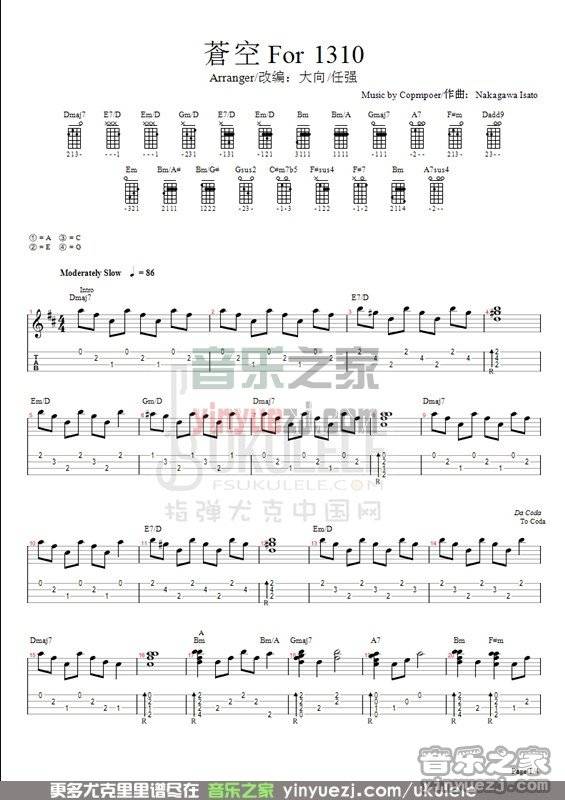 蒼空 For 1310
Arranger/改编：大向/任强
Music by Copmpoer/作曲：Nakagawa Isato
Dmaj7 E7/D Em/D Gm/D E7/D Em/D Bm Bm Gmaj7 A7 F#m Dadd9
213- ---1 ---1 -231 -131 -121 3111 1111 -111 -2-- -213- 23--
Em Bm/A# Bm/G# Gsus2 C#m7b5 F#sus4 F#7 Bm A7sus4
-321 2111 1222 -23- -1-3 -122 -1-2 2114 -2--
① = A ③ = C
② = E ④ = G
Moderately Slow = 86
Intro
Dmaj7 E7/D
Em/D Gm/D Dmaj7 Dmaj7
音乐之家
yinyuezj.com
UKULELE
FSUKULELE.COM
指弹尤克中国网
Da Coda
To Coda
E7/D Em/D
A
Dmaj7 Bm Bm/A Gmaj7 A7 Bm F#m
音乐之家
yinyuezj.com
Page 1/4
更多尤克里里谱尽在 音乐之家 yinyuezj.com/ukulele